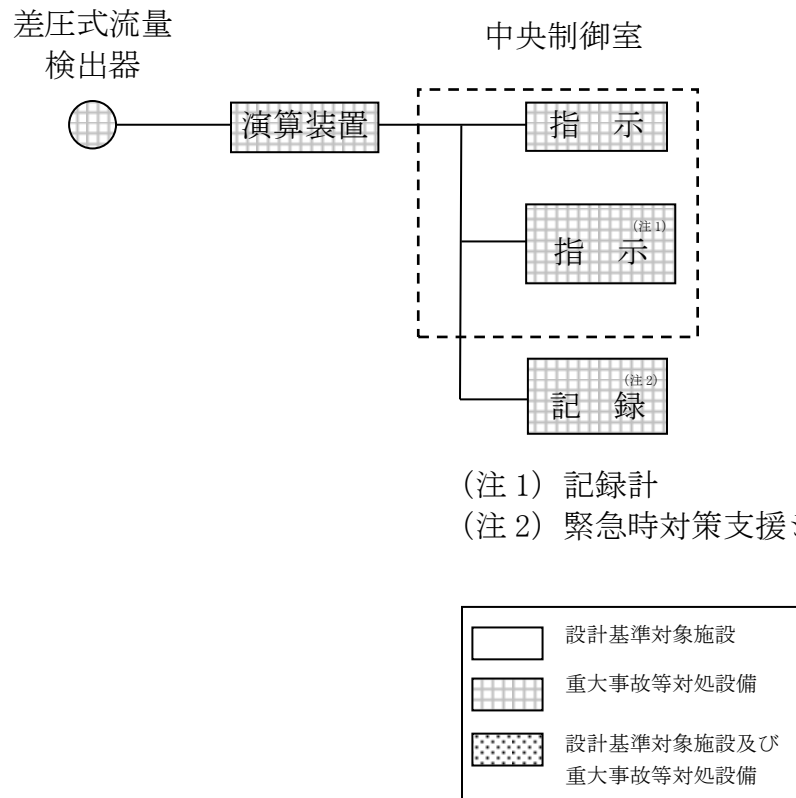 差圧式流量
検出器
中央制御室
演算装置
指 示
(注1)
指 示
(注2)
記 録
(注1) 記録計
(注2) 緊急時対策支援
設計基準対象施設
重大事故等対処設備
設計基準対象施設及び
重大事故等対処設備